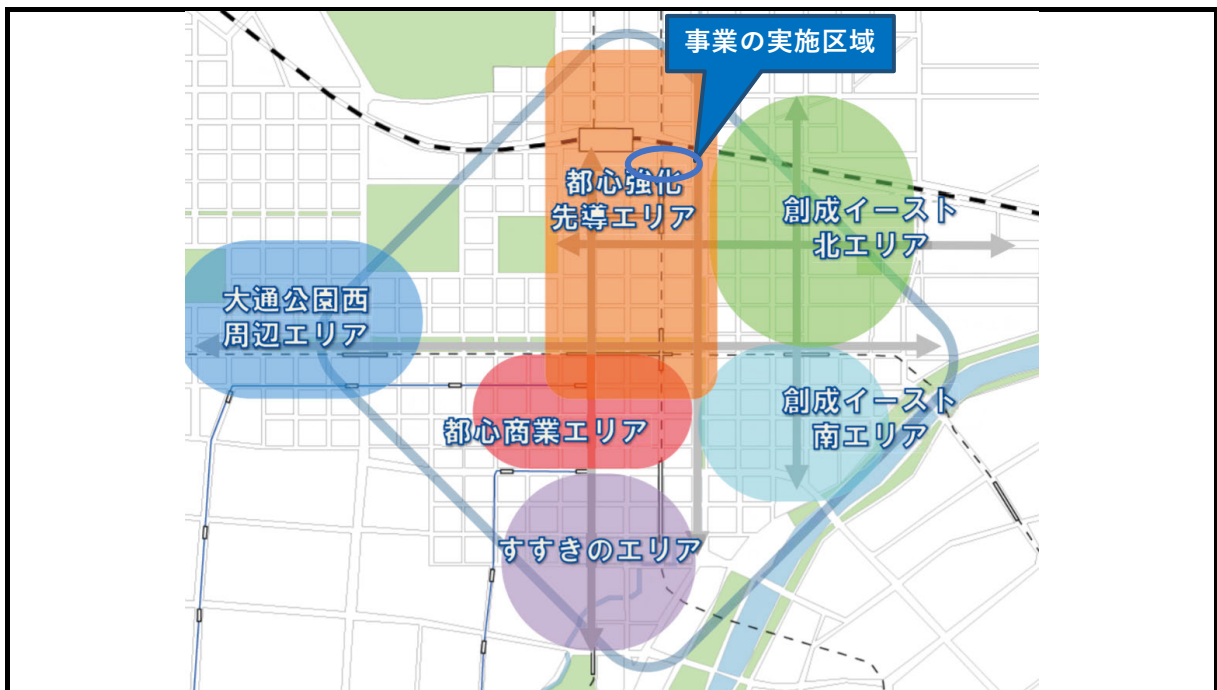 事業の実施区域
都心強化
先導エリア
創成イースト
北エリア
大通公園西
周辺エリア
創成イースト
南エリア
都心商業エリア
すすきのエリア